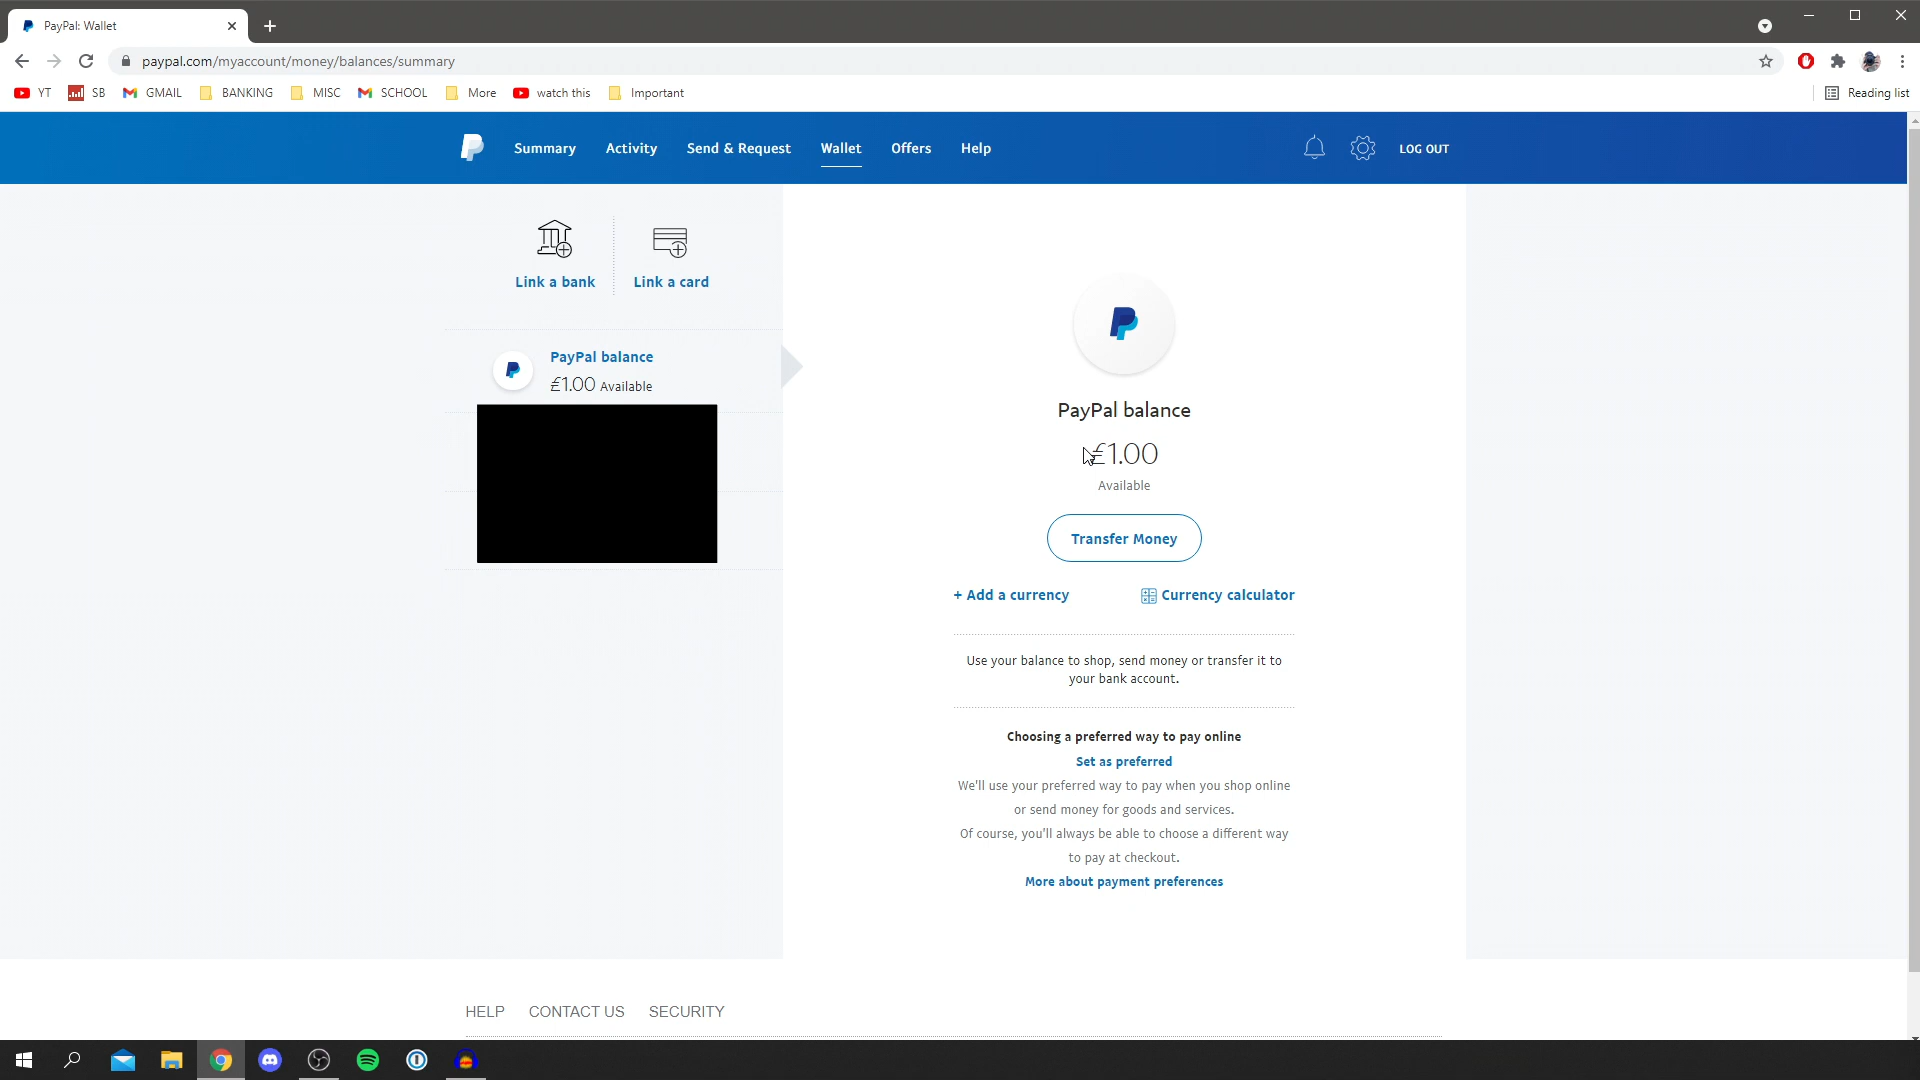 PayPal: Wallet
paypal.com/myaccount/money/balances/summary
YT SB GMAIL BANKING MISC SCHOOL More watch this Important Reading list
Summary Activity Send & Request Wallet Offers Help LOG OUT
Link a bank Link a card
PayPal balance
£1.00 Available
PayPal balance
£1.00
Available
Transfer Money
+ Add a currency Currency calculator
Use your balance to shop, send money or transfer it to
your bank account.
Choosing a preferred way to pay online
Set as preferred
We'll use your preferred way to pay when you shop online
or send money for goods and services.
Of course, you'll always be able to choose a different way
to pay at checkout.
More about payment preferences
HELP CONTACT US SECURITY